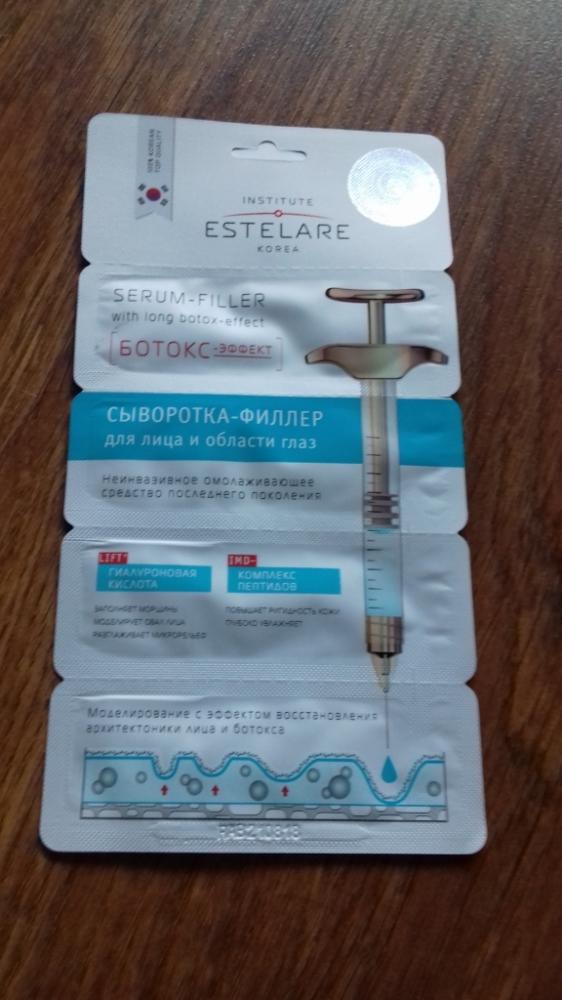 100% KOREAN
TOP QUALITY
INSTITUTE
ESTELARE
KOREA
SERUM-FILLER
with long botox-effect
БОТОКС-ЭФФЕКТ
СЫВОРОТКА-ФИЛЛЕР
для лица и области глаз
Неинвазивное омолаживающее
средство последнего поколения
LIFT+
ГИАЛУРОНОВАЯ
КИСЛОТА
ЗАПОЛНЯЕТ МОРЩИНЫ
МОДЕЛИРУЕТ ОВАЛ ЛИЦА
РАЗГЛАЖИВАЕТ МИКРОРЕЛЬЕФ
IMD+
КОМПЛЕКС
ПЕПТИДОВ
ПОВЫШАЕТ РИГИДНОСТЬ КОЖИ
ГЛУБОКО УВЛАЖНЯЕТ
Моделирование с эффектом восстановления
архитектоники лица и ботокса